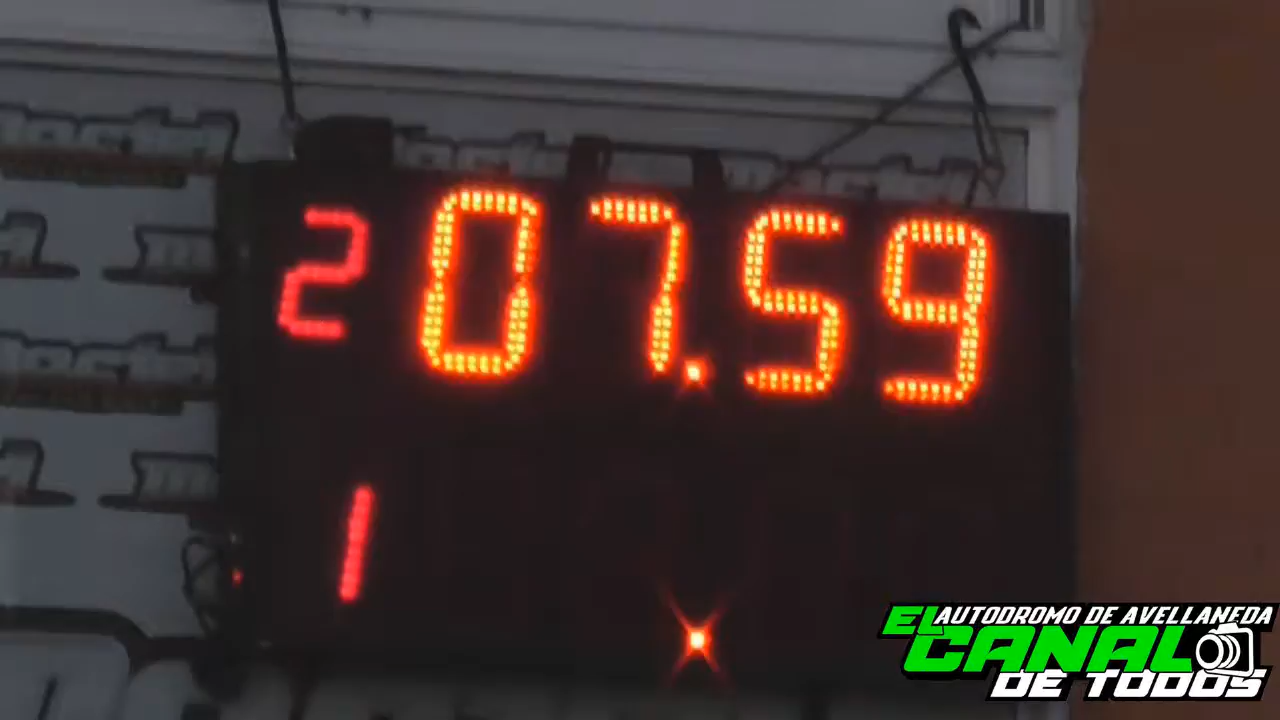 2 07.59
1 .
AUTODROMO DE AVELLANEDA
EL CANAL
DE TODOS